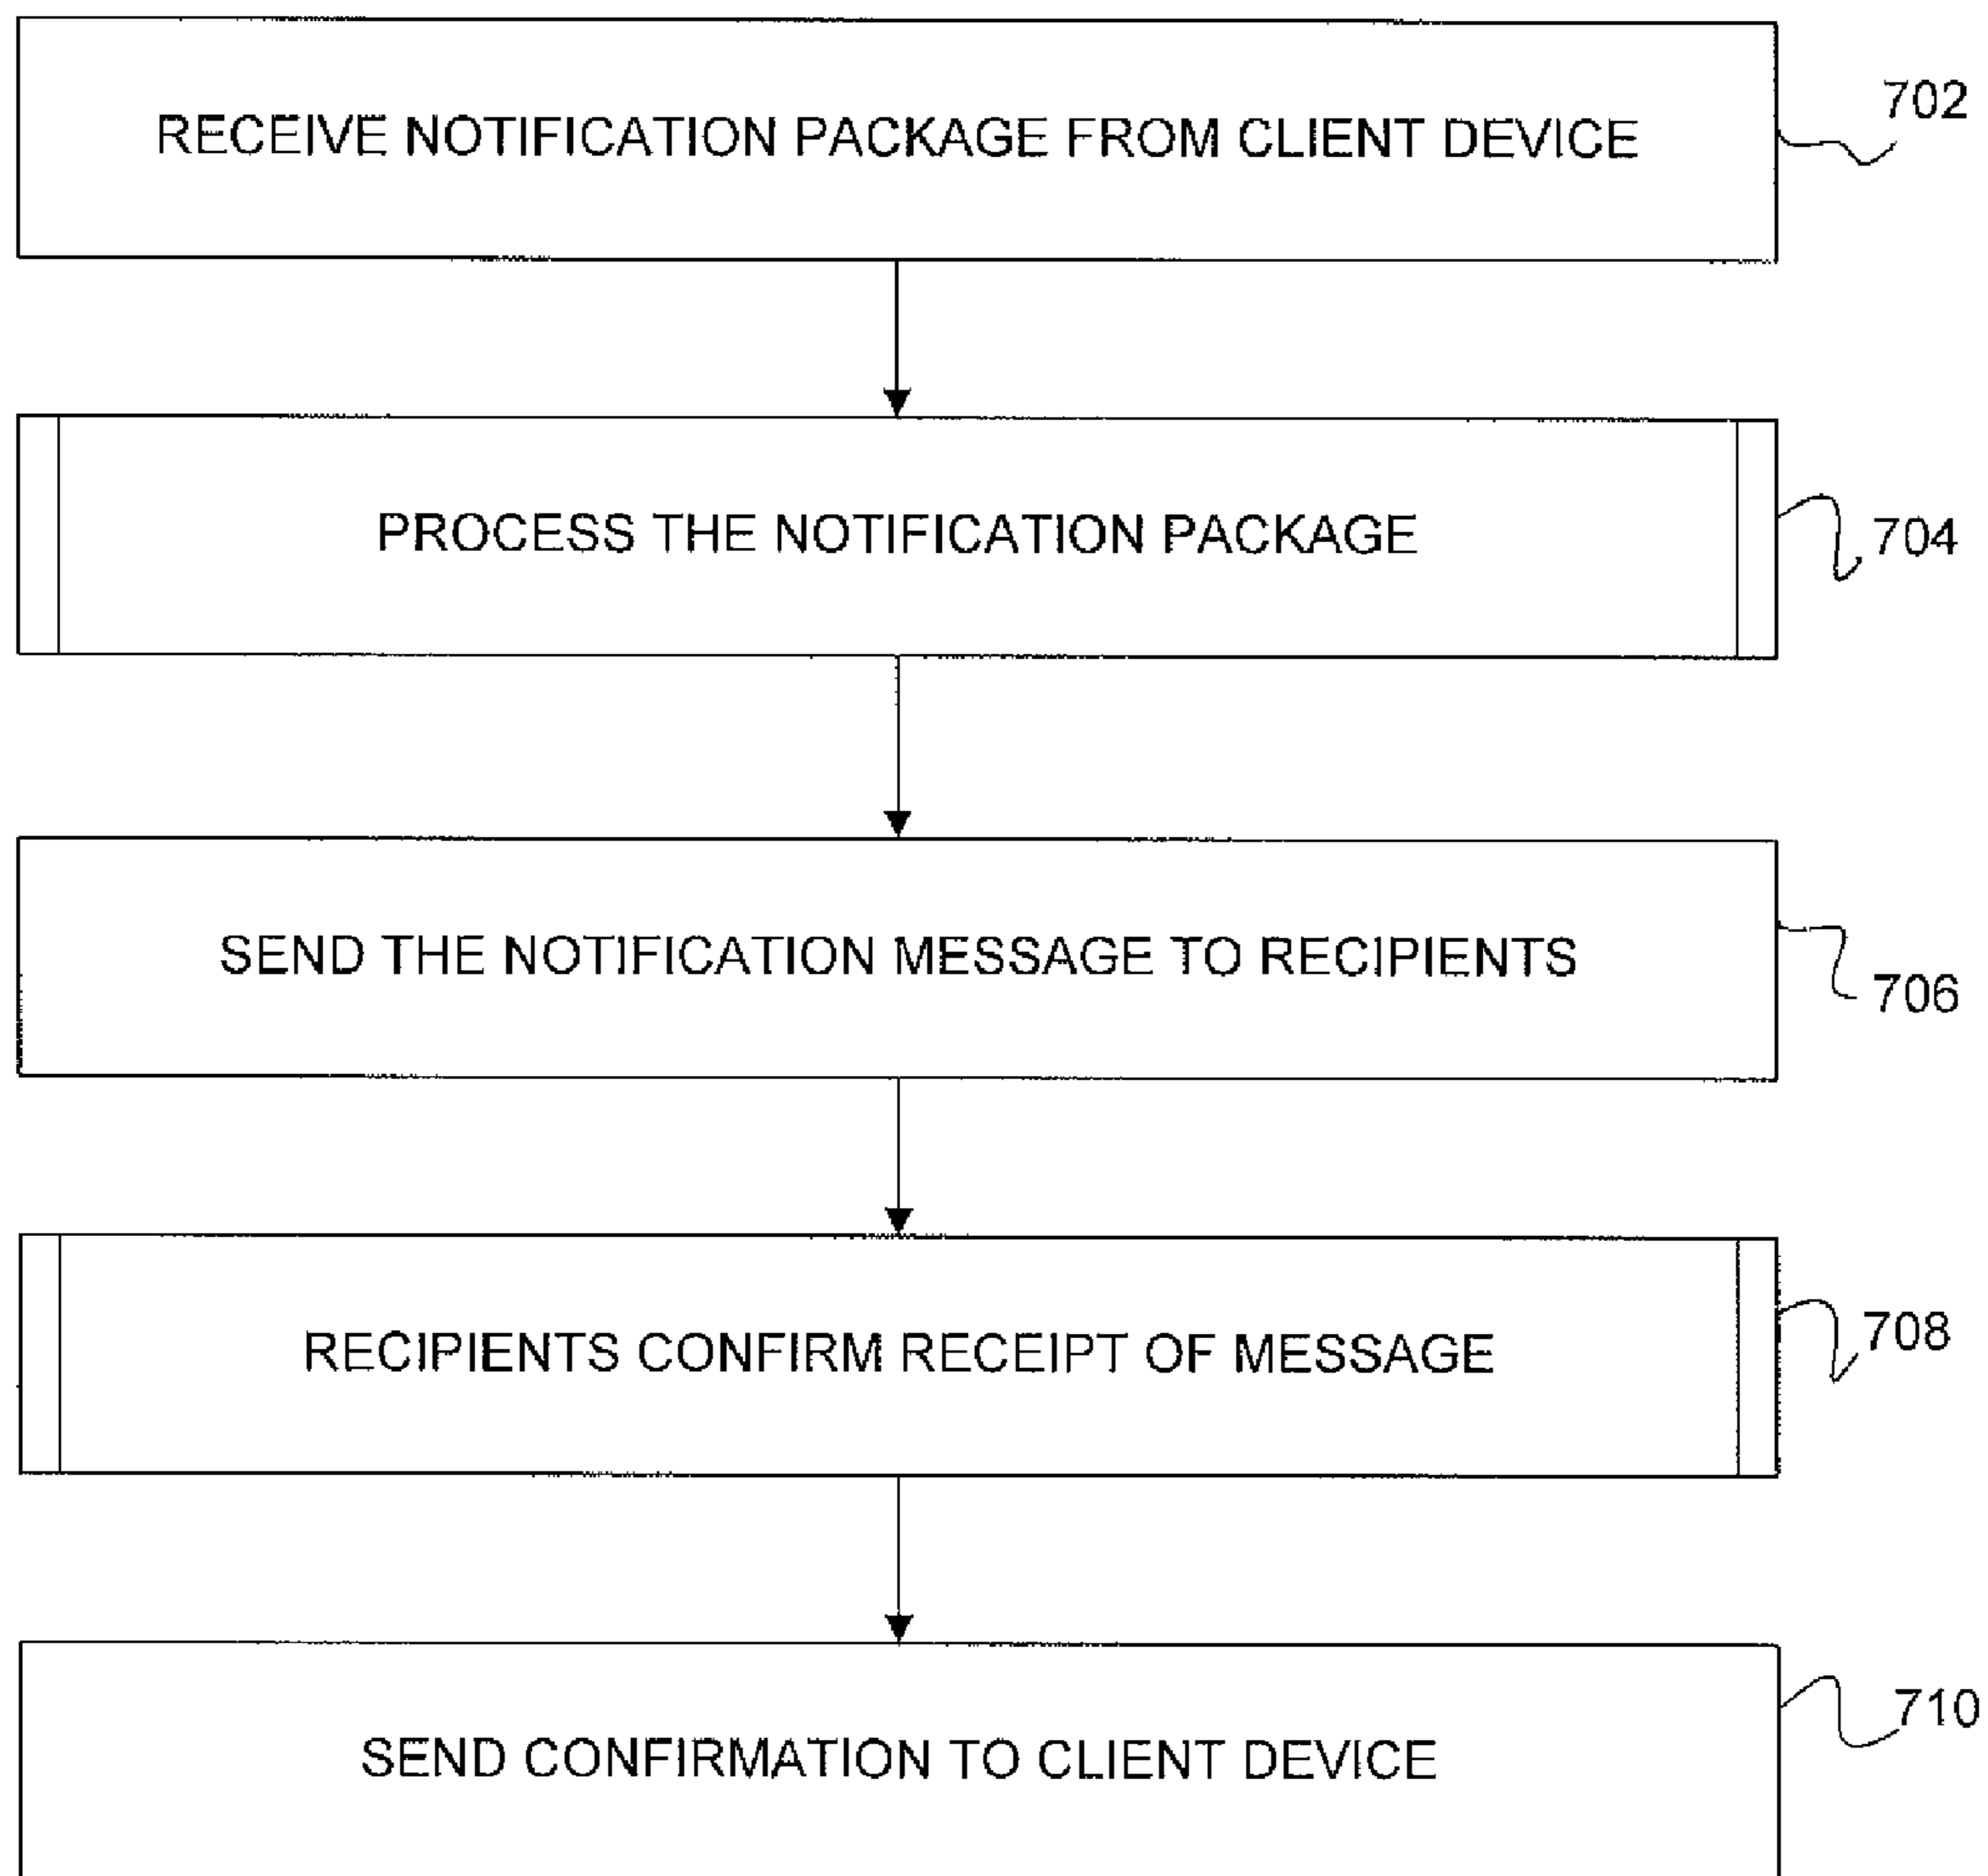 RECEIVE NOTIFICATION PACKAGE FROM CLIENT DEVICE
702
PROCESS THE NOTIFICATION PACKAGE
704
SEND THE NOTIFICATION MESSAGE TO RECIPIENTS
706
RECIPIENTS CONFIRM RECEIPT OF MESSAGE
708
SEND CONFIRMATION TO CLIENT DEVICE
710